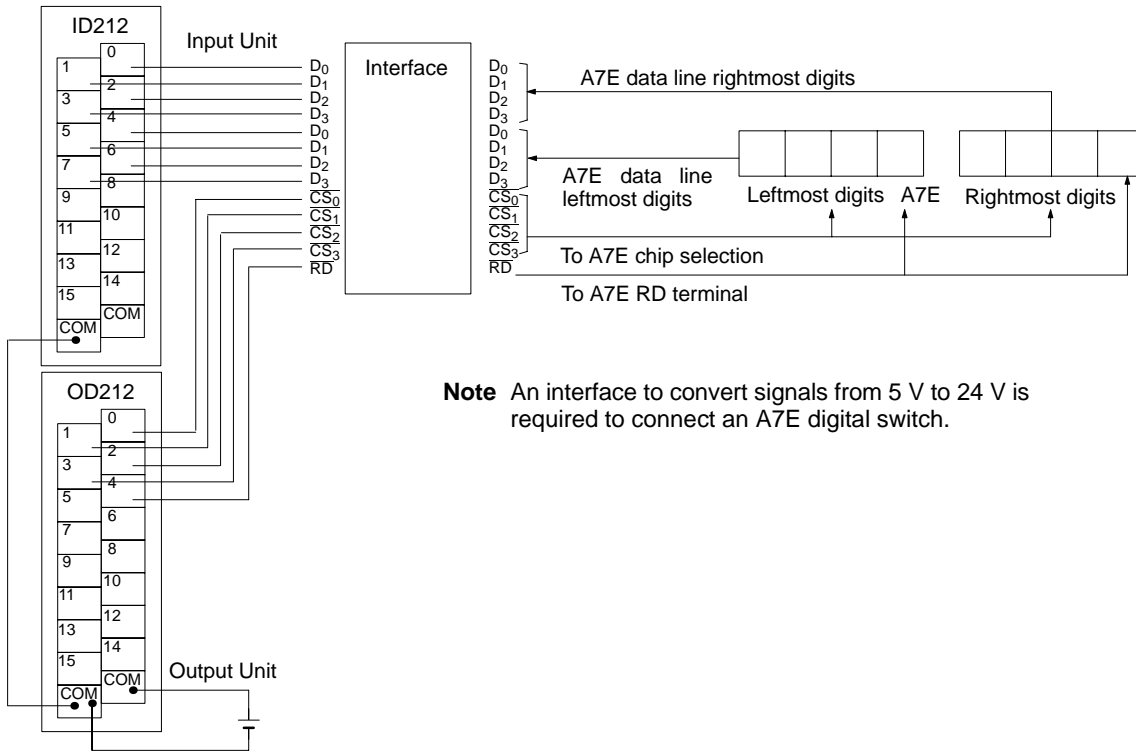 ID212
Input Unit
0
1
2
3
4
5
6
7
8
9
10
11
12
13
14
15
COM
COM
D0
D1
D2
D3
D0
D1
D2
D3
CS0
CS1
CS2
CS3
RD
Interface
D0
D1
D2
D3
D0
D1
D2
D3
CS0
CS1
CS2
CS3
RD
A7E data line rightmost digits
A7E data line
leftmost digits
Leftmost digits A7E Rightmost digits
To A7E chip selection
To A7E RD terminal
Note An interface to convert signals from 5 V to 24 V is
required to connect an A7E digital switch.
OD212
0
1
2
3
4
5
6
7
8
9
10
11
12
13
14
15
COM
COM
Output Unit